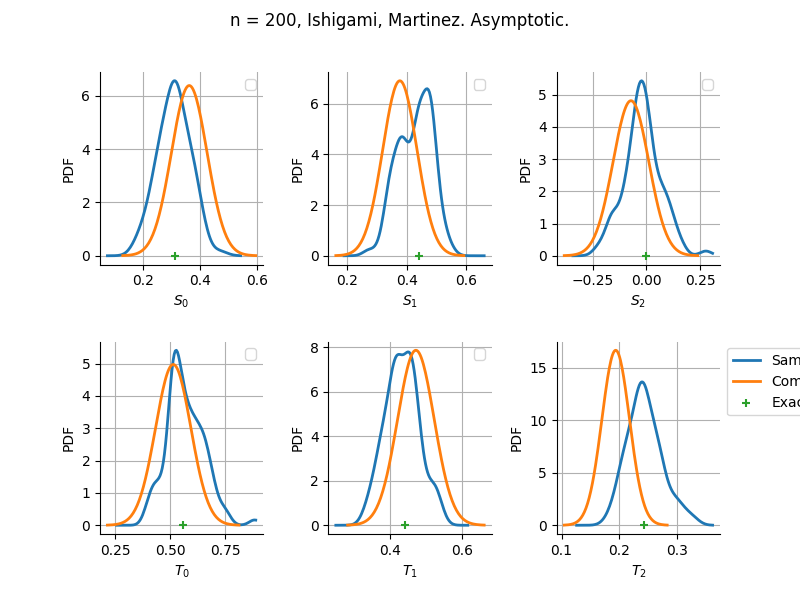 n = 200, Ishigami, Martinez. Asymptotic.
PDF
6
4
2
0
0.2
0.4
0.6
S0
PDF
6
4
2
0
0.2
0.4
0.6
S1
PDF
5
4
3
2
1
0
−0.25
0.00
0.25
S2
PDF
5
4
3
2
1
0
0.25
0.50
0.75
T0
PDF
8
6
4
2
0
0.4
0.6
T1
PDF
15
10
5
0
0.1
0.2
0.3
T2
Sam
Com
Exac